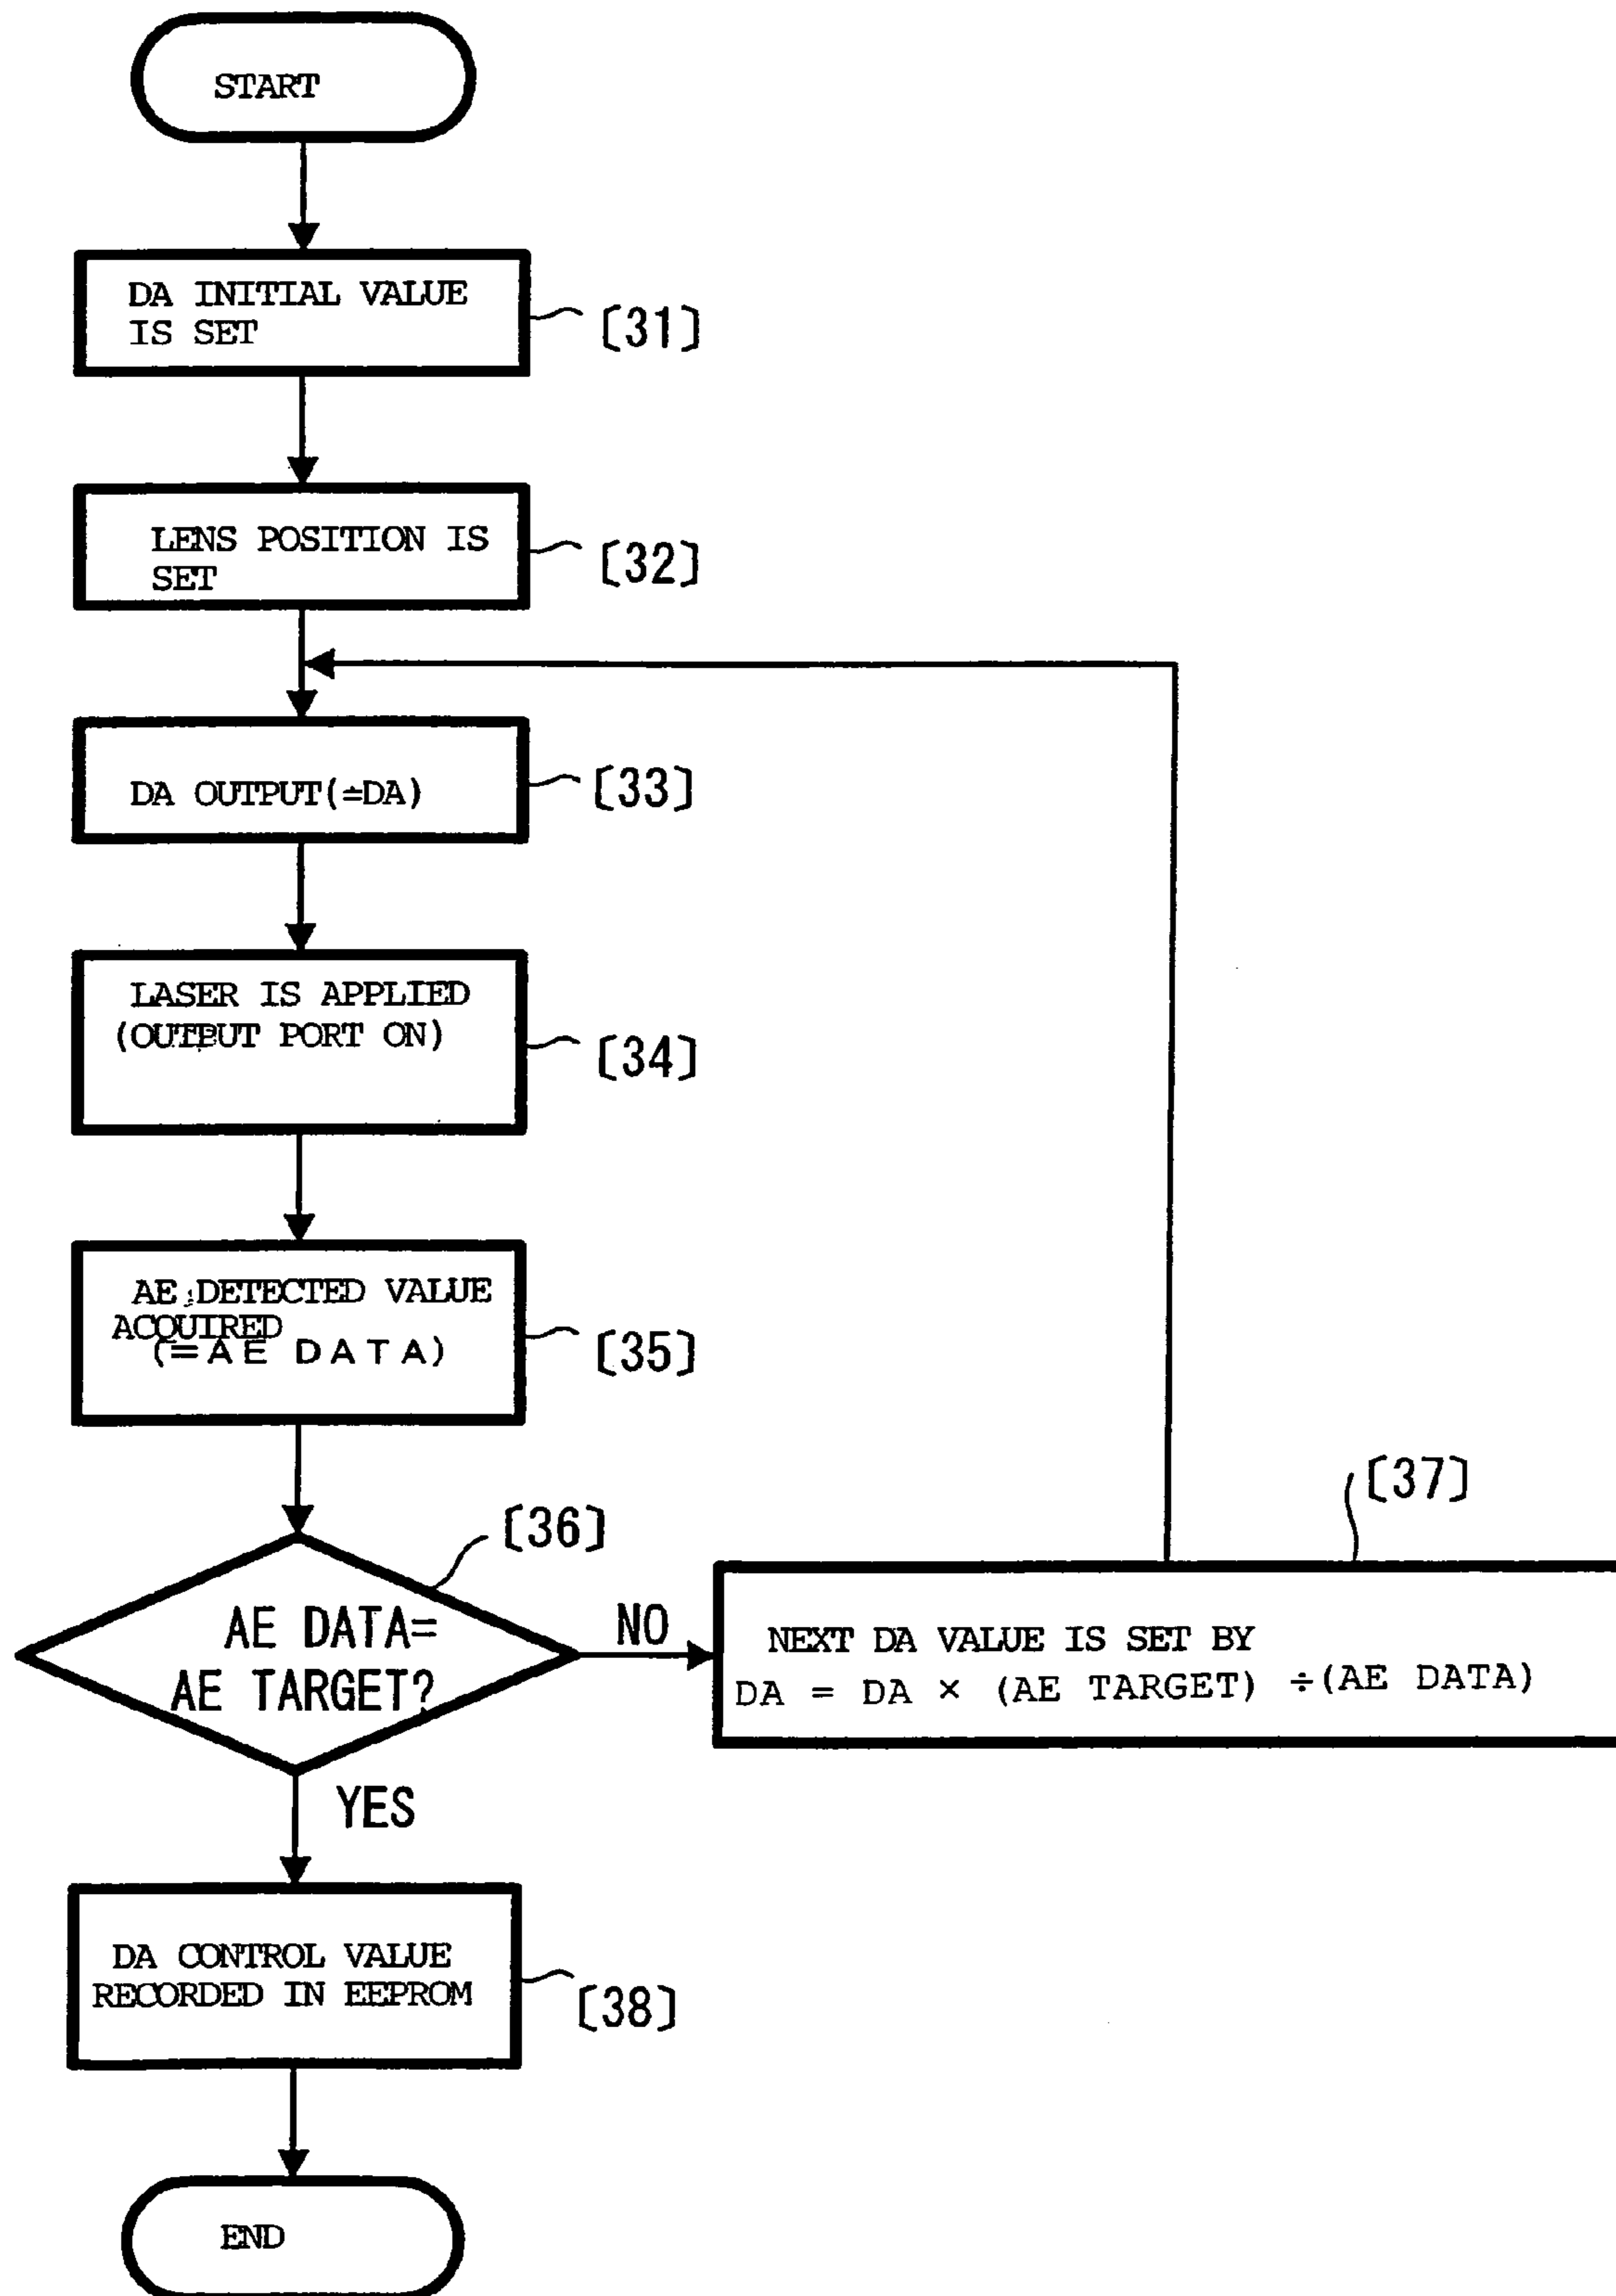 START
DA INITIAL VALUE
IS SET
[31]
LENS POSITION IS
SET
[32]
DA OUTPUT(=DA)
[33]
LASER IS APPLIED
(OUTPUT PORT ON)
[34]
AE DETECTED VALUE
ACQUIRED
(=AE DATA)
[35]
[36]
AE DATA=
AE TARGET?
NO
[37]
NEXT DA VALUE IS SET BY
DA = DA × (AE TARGET) ÷(AE DATA)
YES
DA CONTROL VALUE
RECORDED IN EEPROM
[38]
END